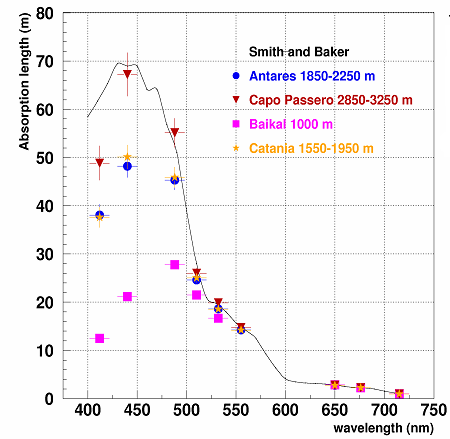 Absorption length (m)
80
70
60
50
40
30
20
10
0
Smith and Baker
Antares 1850-2250 m
Capo Passero 2850-3250 m
Baikal 1000 m
Catania 1550-1950 m
400 450 500 550 600 650 700 750
wavelength (nm)